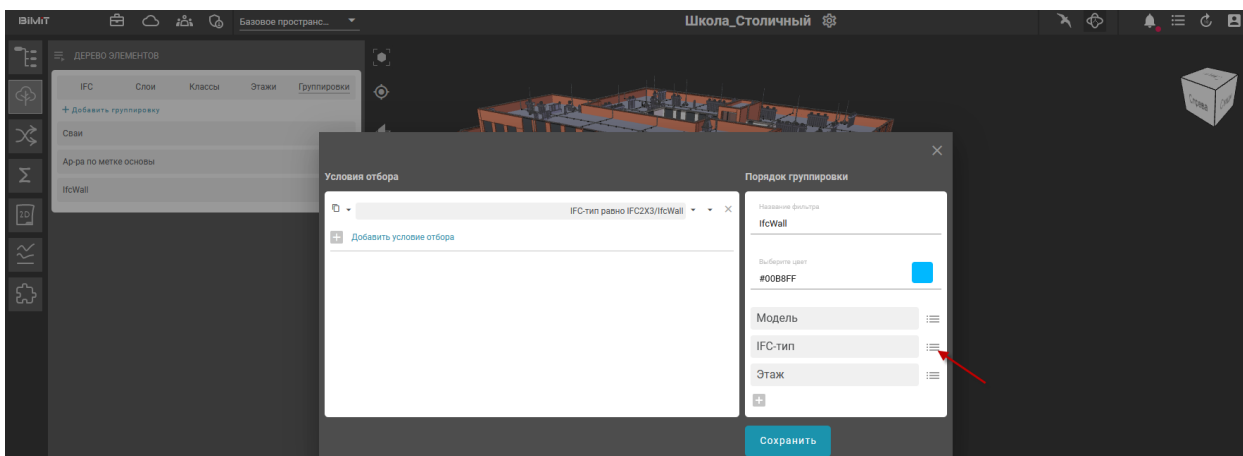 BIMIT
Базовое пространс...
Школа_Столичный
ДЕРЕВО ЭЛЕМЕНТОВ
IFC Слои Классы Этажи Группировки
+ Добавить группировку
Сваи
Ар-ра по метке основы
IfcWall
Справа
Условия отбора
IFC-тип равно IFC2X3/IfcWall
Добавить условие отбора
Порядок группировки
Название фильтра
IfcWall
Выберите цвет
#00B8FF
Модель
IFC-тип
Этаж
Сохранить